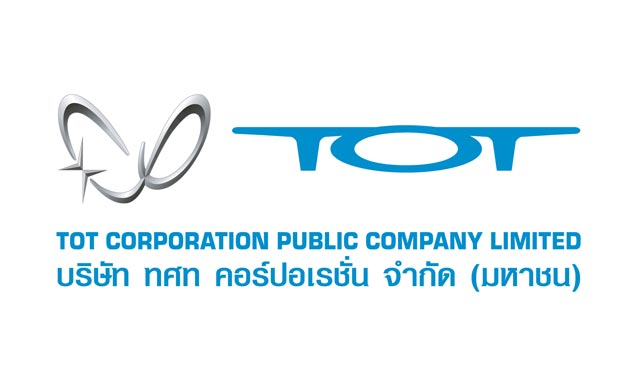 TOT
TOT CORPORATION PUBLIC COMPANY LIMITED
บริษัท ทศท คอร์ปอเรชั่น จำกัด (มหาชน)